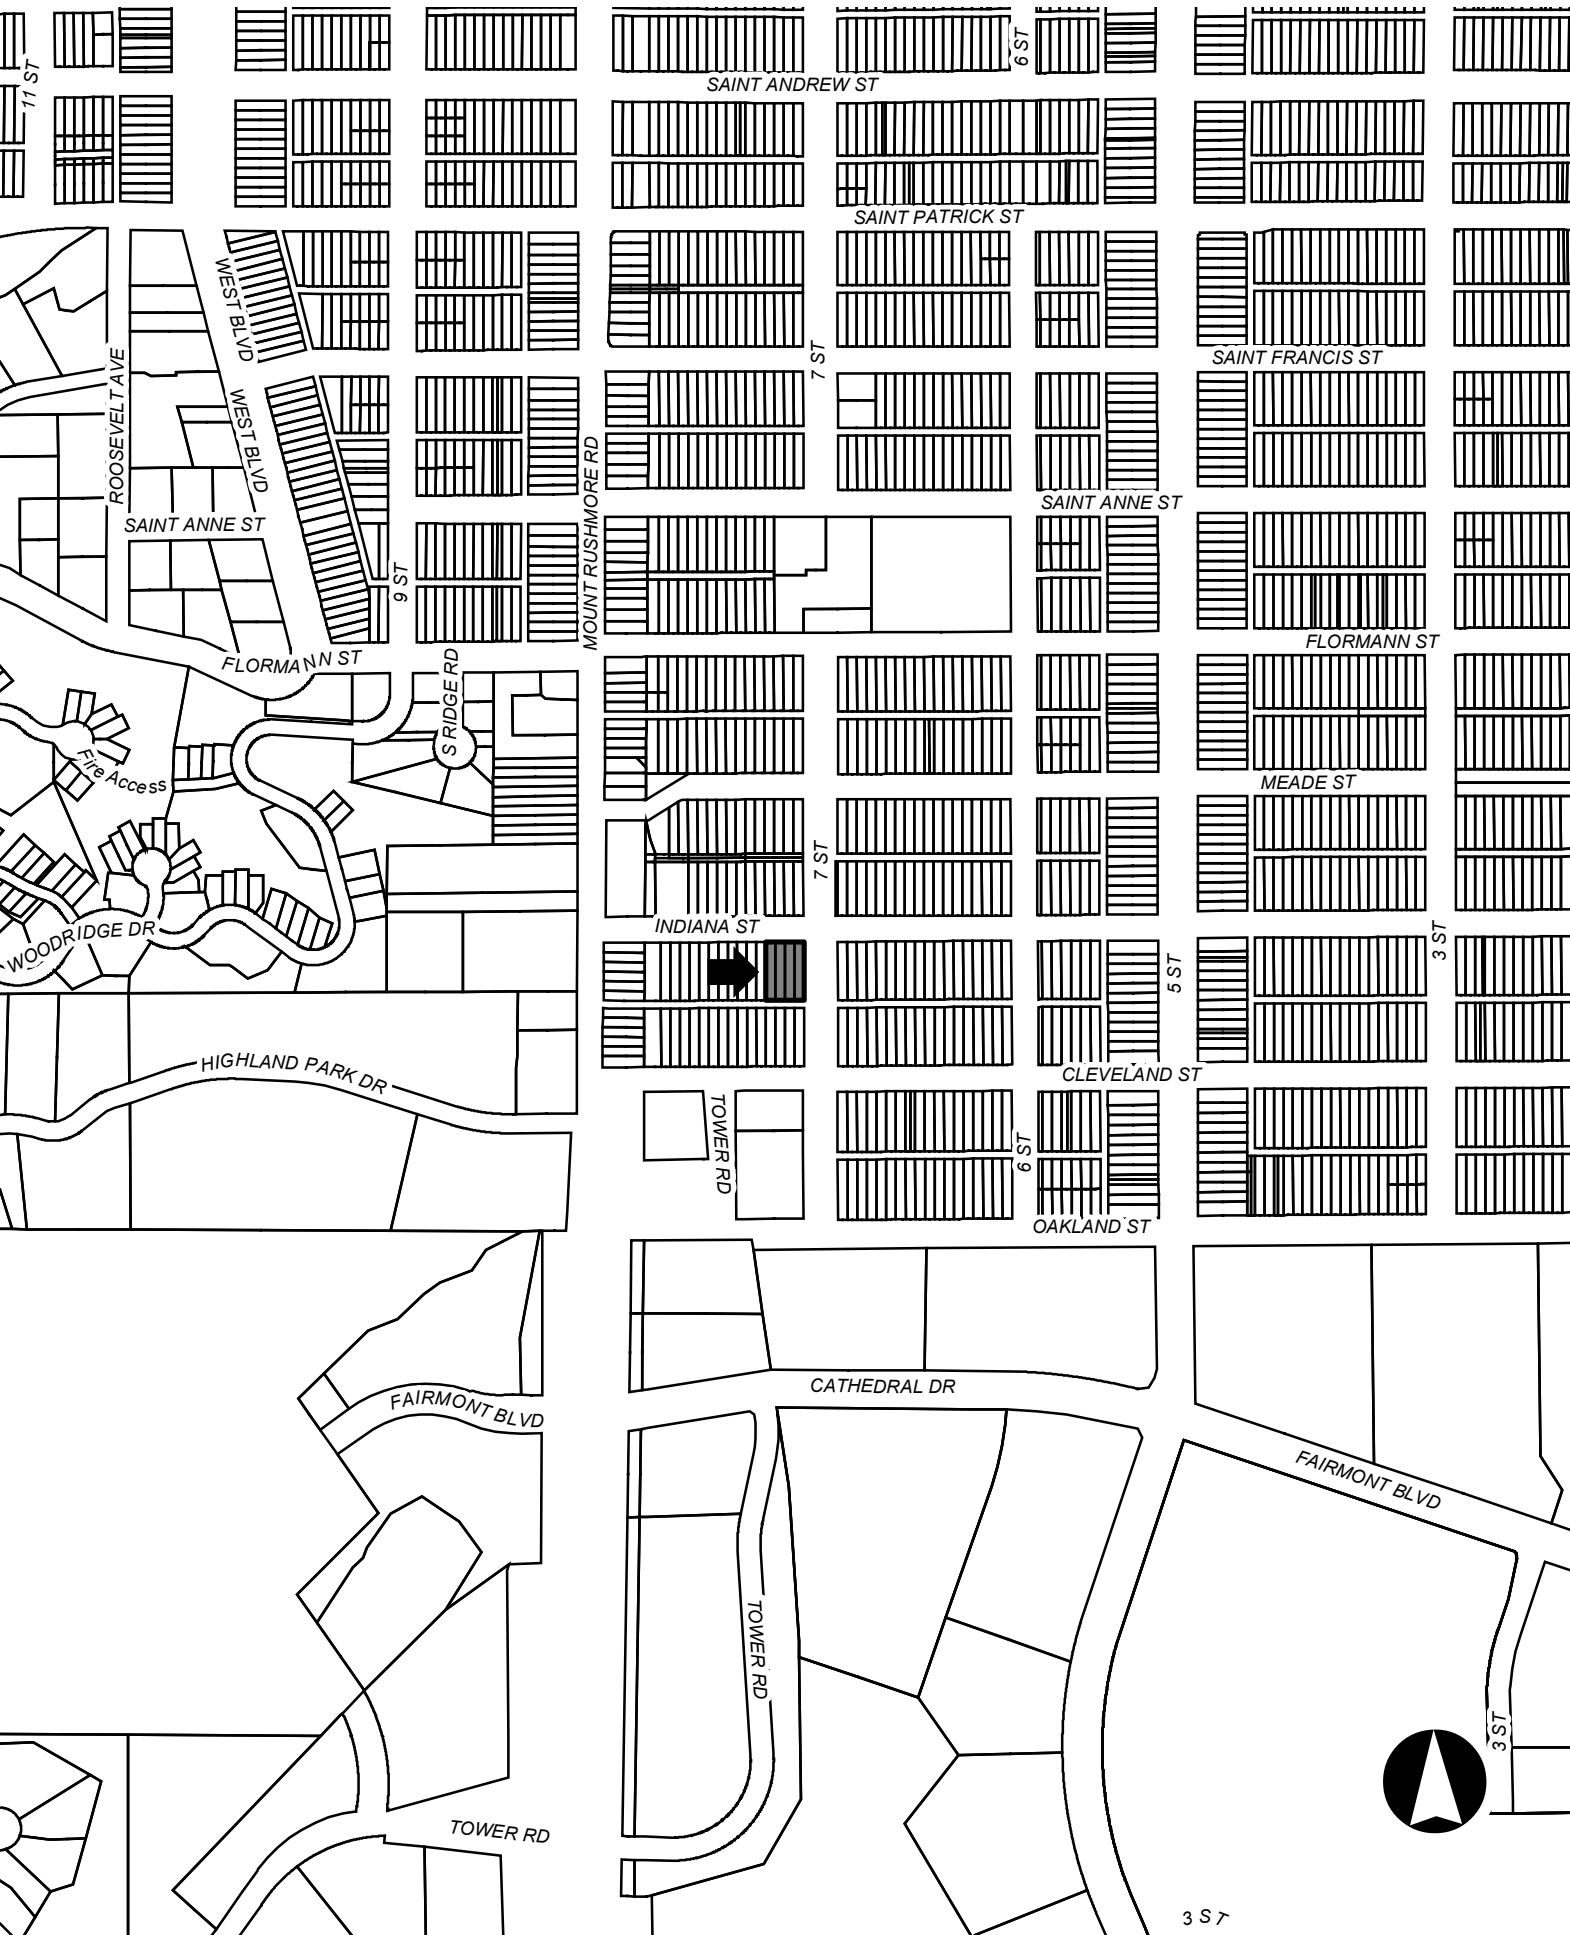 6 ST
11 ST
SAINT ANDREW ST
SAINT PATRICK ST
WEST BLVD
ROOSEVELT AVE
7 ST
SAINT FRANCIS ST
WEST BLVD
MOUNT RUSHMORE RD
SAINT ANNE ST
SAINT ANNE ST
9 ST
FLORMANN ST
FLORMANN ST
S RIDGE RD
Fire Access
MEADE ST
7 ST
INDIANA ST
WOODRIDGE DR
3 ST
5 ST
HIGHLAND PARK DR
CLEVELAND ST
TOWER RD
6 ST
OAKLAND ST
CATHEDRAL DR
FAIRMONT BLVD
FAIRMONT BLVD
TOWER RD
3 ST
TOWER RD
3 ST